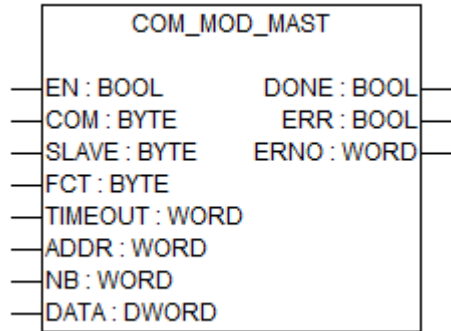 COM_MOD_MAST
EN : BOOL DONE : BOOL
COM : BYTE ERR : BOOL
SLAVE : BYTE ERNO : WORD
FCT : BYTE
TIMEOUT : WORD
ADDR : WORD
NB : WORD
DATA : DWORD